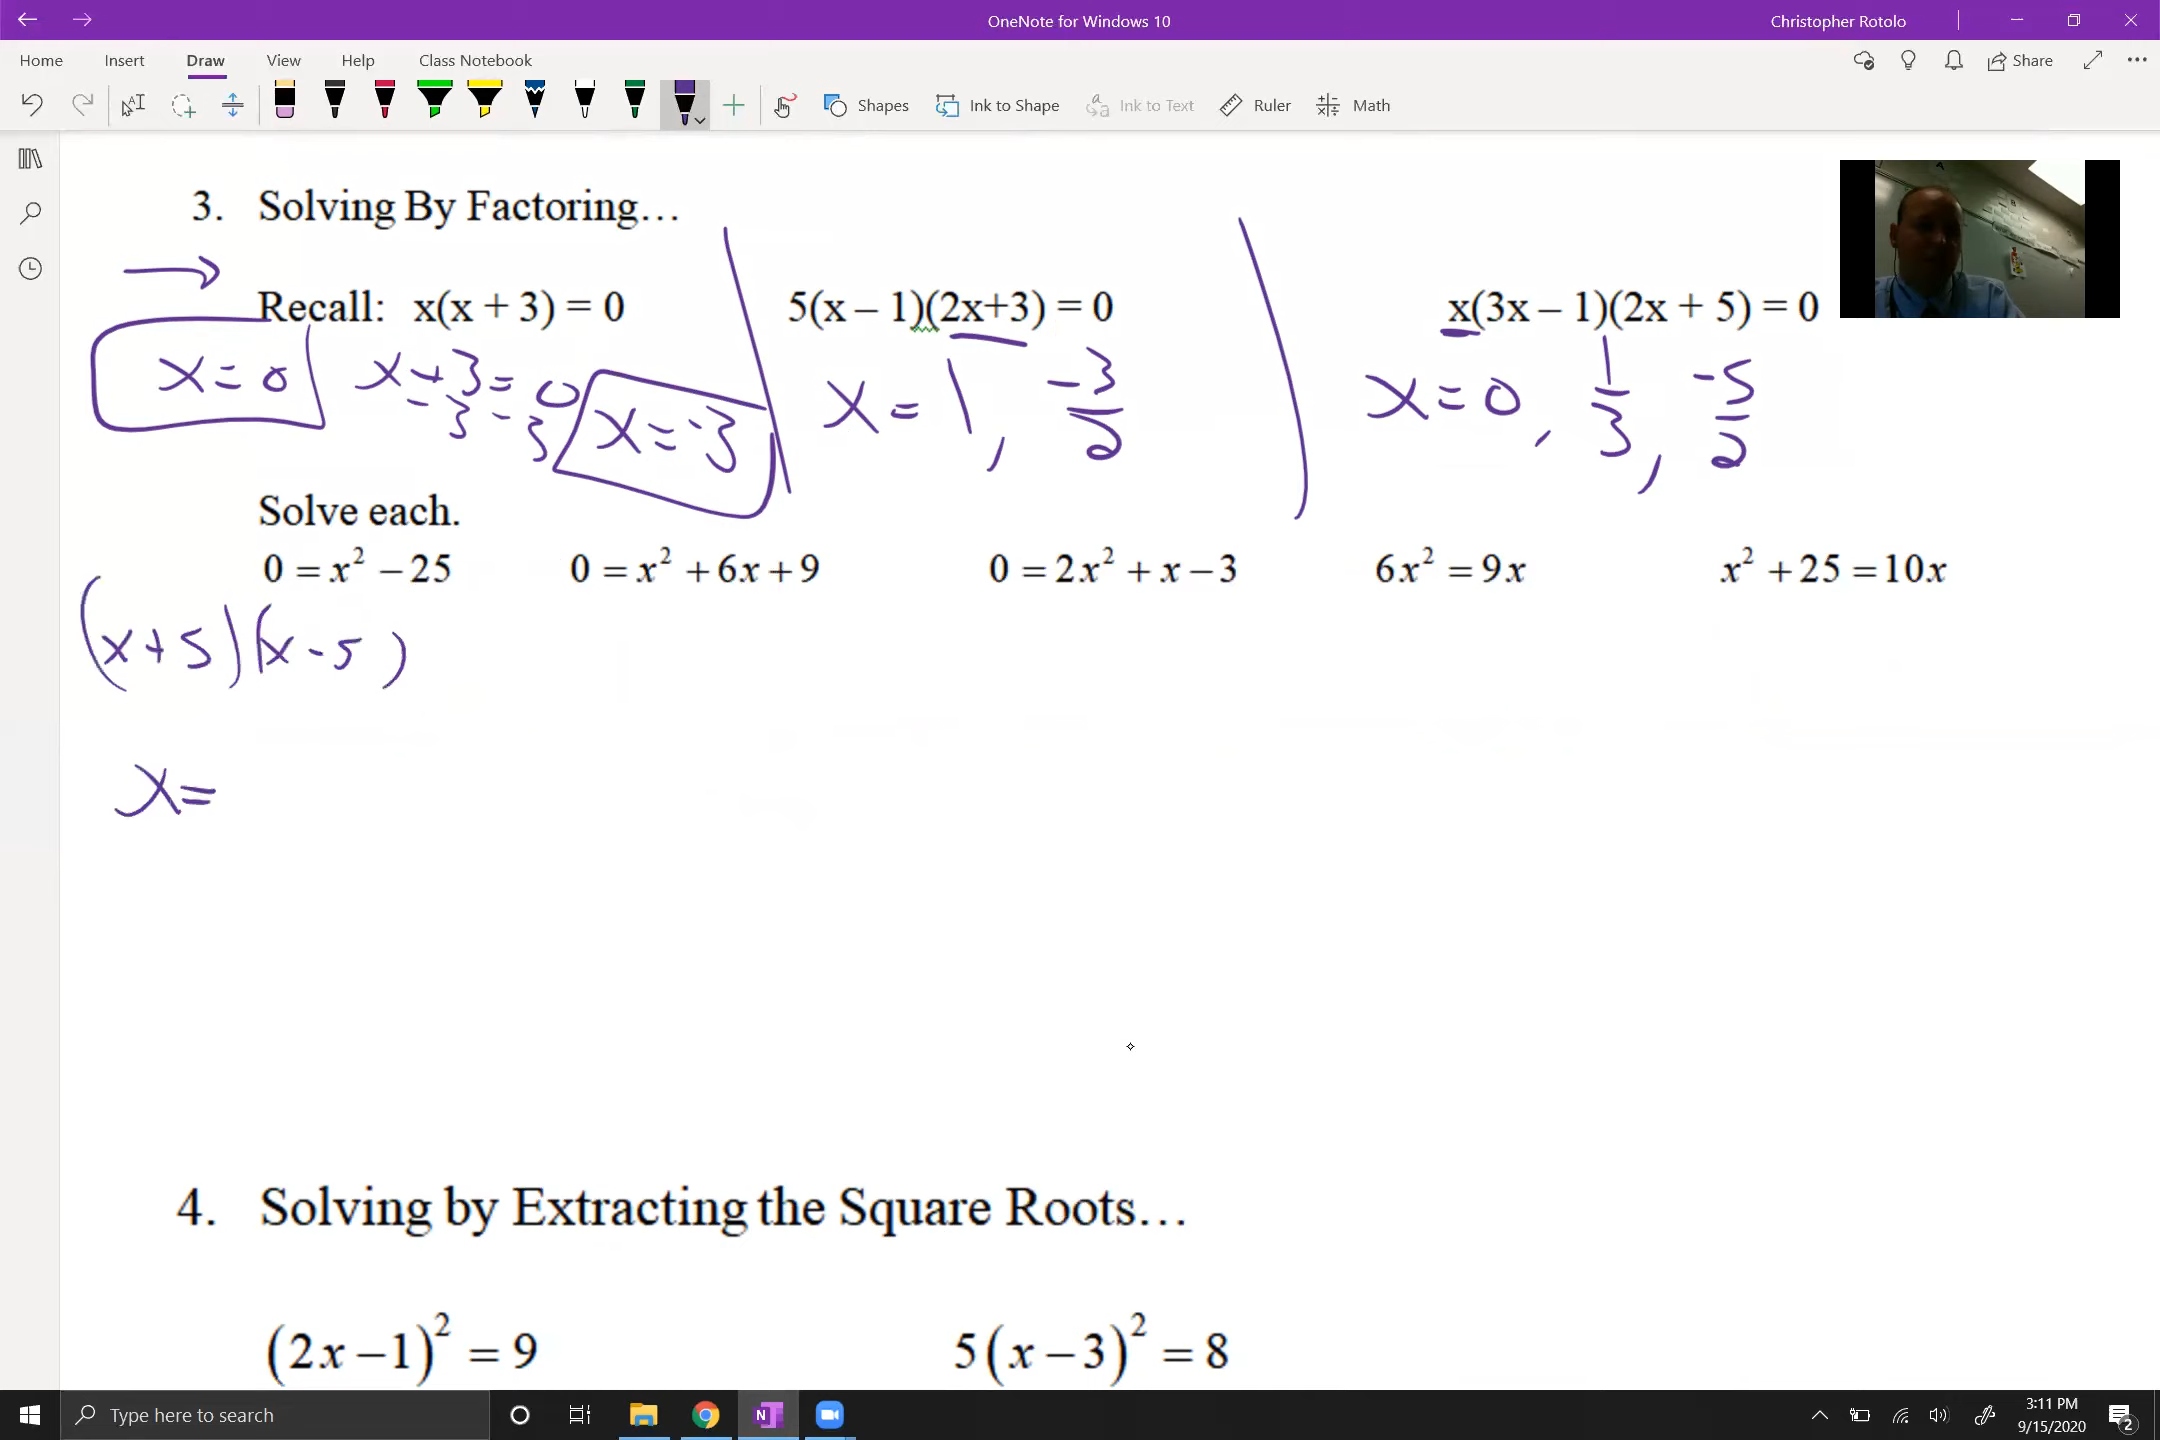 OneNote for Windows 10
Christopher Rotolo
Home Insert Draw View Help Class Notebook
Share
Shapes Ink to Shape Ink to Text Ruler Math
3. Solving By Factoring…
Recall: x(x + 3) = 0 5(x – 1)(2x+3) = 0 x(3x – 1)(2x + 5) = 0
x = 0 x + 3 = 0 x = 1, -3/2 x = 0, 1/3, -5/2
- 3 - 3 x = -3
Solve each.
0 = x² − 25 0 = x² + 6x + 9 0 = 2x² + x − 3 6x² = 9x x² + 25 = 10x
(x+5)(x-5)
x=
4. Solving by Extracting the Square Roots…
(2x − 1)² = 9 5(x − 3)² = 8
Type here to search
N
3:11 PM
9/15/2020
2